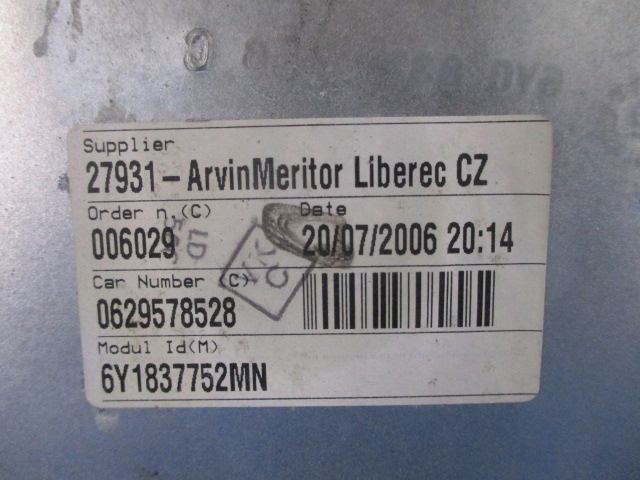 Supplier
27931-ArvinMeritor Liberec CZ
Order n.(C) Date
006029 20/07/2006 20:14
Car Number (C)
0629578528
Modul Id(M)
6Y1837752MN